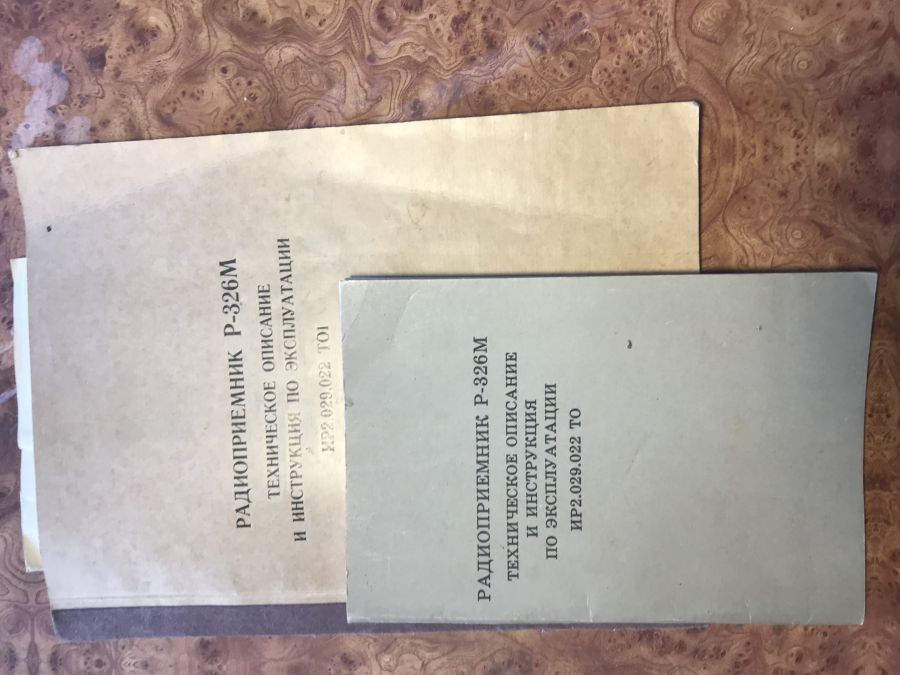 РАДИОПРИЕМНИК Р-326М
ТЕХНИЧЕСКОЕ ОПИСАНИЕ
И ИНСТРУКЦИЯ ПО ЭКСПЛУАТАЦИИ
ИР2.029.022 ТО1
РАДИОПРИЕМНИК Р-326М
ТЕХНИЧЕСКОЕ ОПИСАНИЕ
И ИНСТРУКЦИЯ
ПО ЭКСПЛУАТАЦИИ
ИР2.029.022 ТО